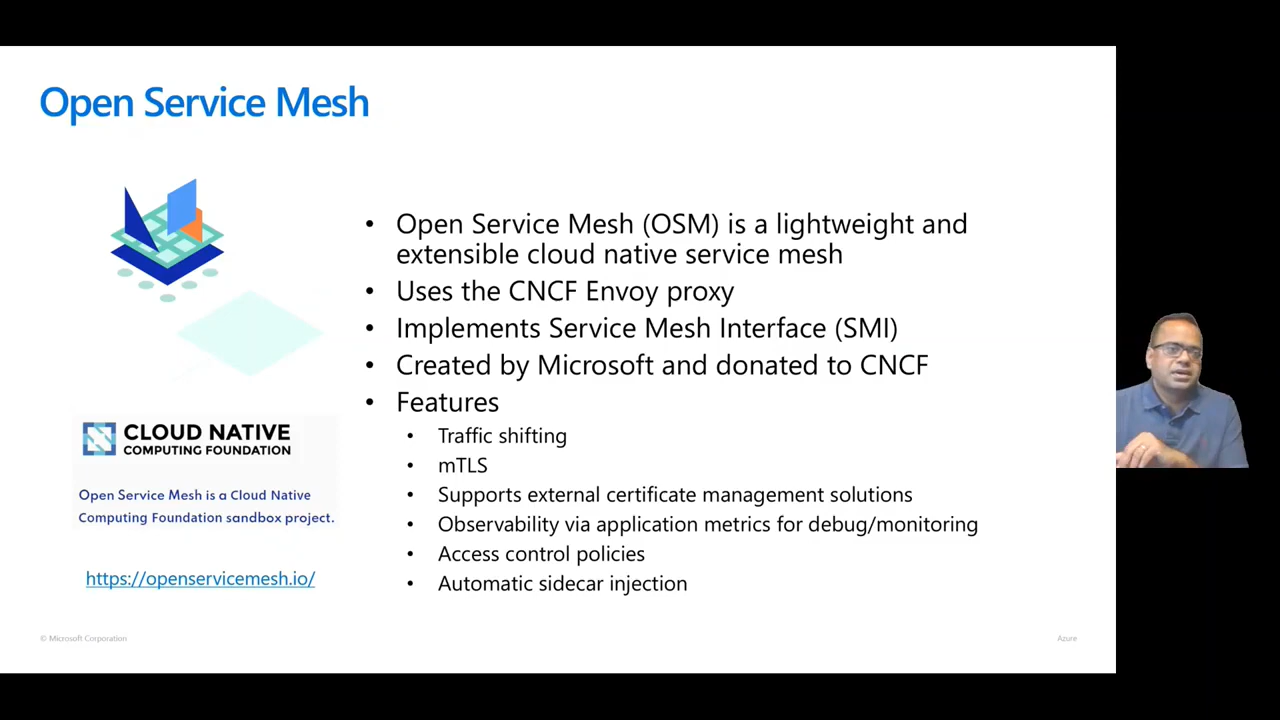 Open Service Mesh
• Open Service Mesh (OSM) is a lightweight and
extensible cloud native service mesh
• Uses the CNCF Envoy proxy
• Implements Service Mesh Interface (SMI)
• Created by Microsoft and donated to CNCF
• Features
• Traffic shifting
• mTLS
• Supports external certificate management solutions
• Observability via application metrics for debug/monitoring
• Access control policies
• Automatic sidecar injection
CLOUD NATIVE
COMPUTING FOUNDATION
Open Service Mesh is a Cloud Native
Computing Foundation sandbox project.
https://openservicemesh.io/
© Microsoft Corporation
Azure